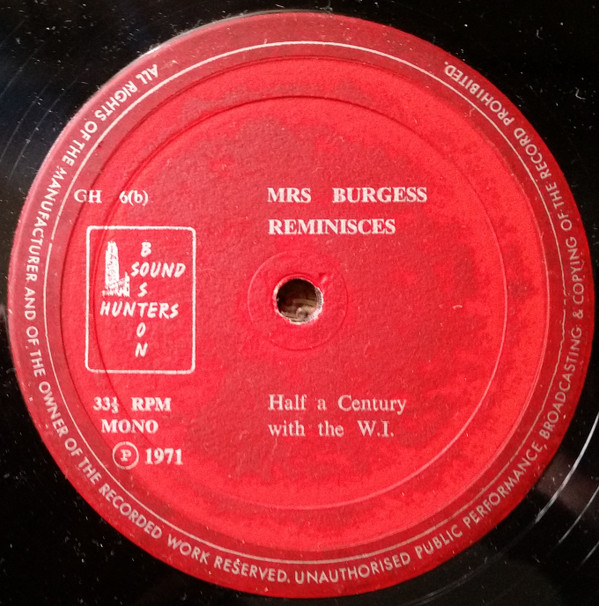 ALL RIGHTS OF THE MANUFACTURER AND OF THE OWNER OF THE RECORDED WORK RESERVED. UNAUTHORISED PUBLIC PERFORMANCE, BROADCASTING & COPYING OF THE RECORD PROHIBITED.
GH 6(b)
MRS BURGESS
REMINISCES
BOSTON
SOUND
HUNTERS
33⅓ RPM
MONO
Ⓟ 1971
Half a Century
with the W.I.